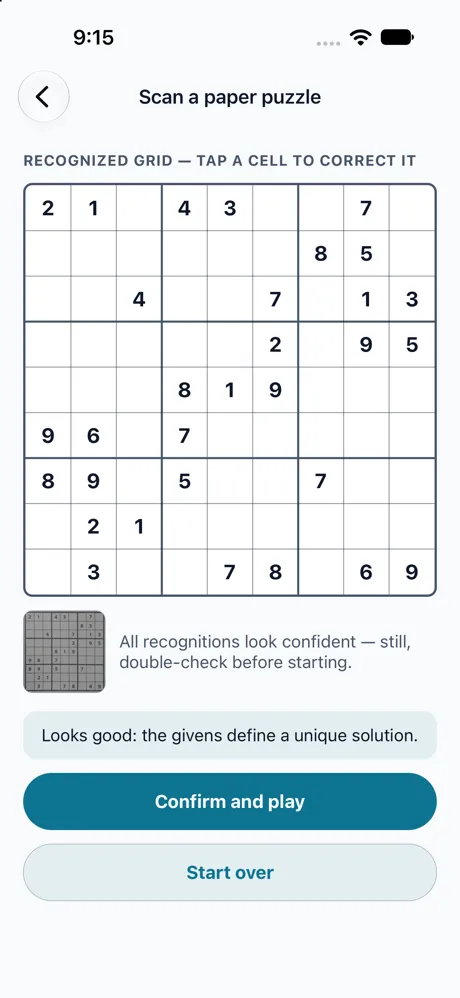 9:15
Scan a paper puzzle
RECOGNIZED GRID — TAP A CELL TO CORRECT IT
2 1 4 3 7
8 5
4 7 1 3
2 9 5
8 1 9
9 6 7
8 9 5 7
2 1
3 7 8 6 9
All recognitions look confident — still,
double-check before starting.
Looks good: the givens define a unique solution.
Confirm and play
Start over